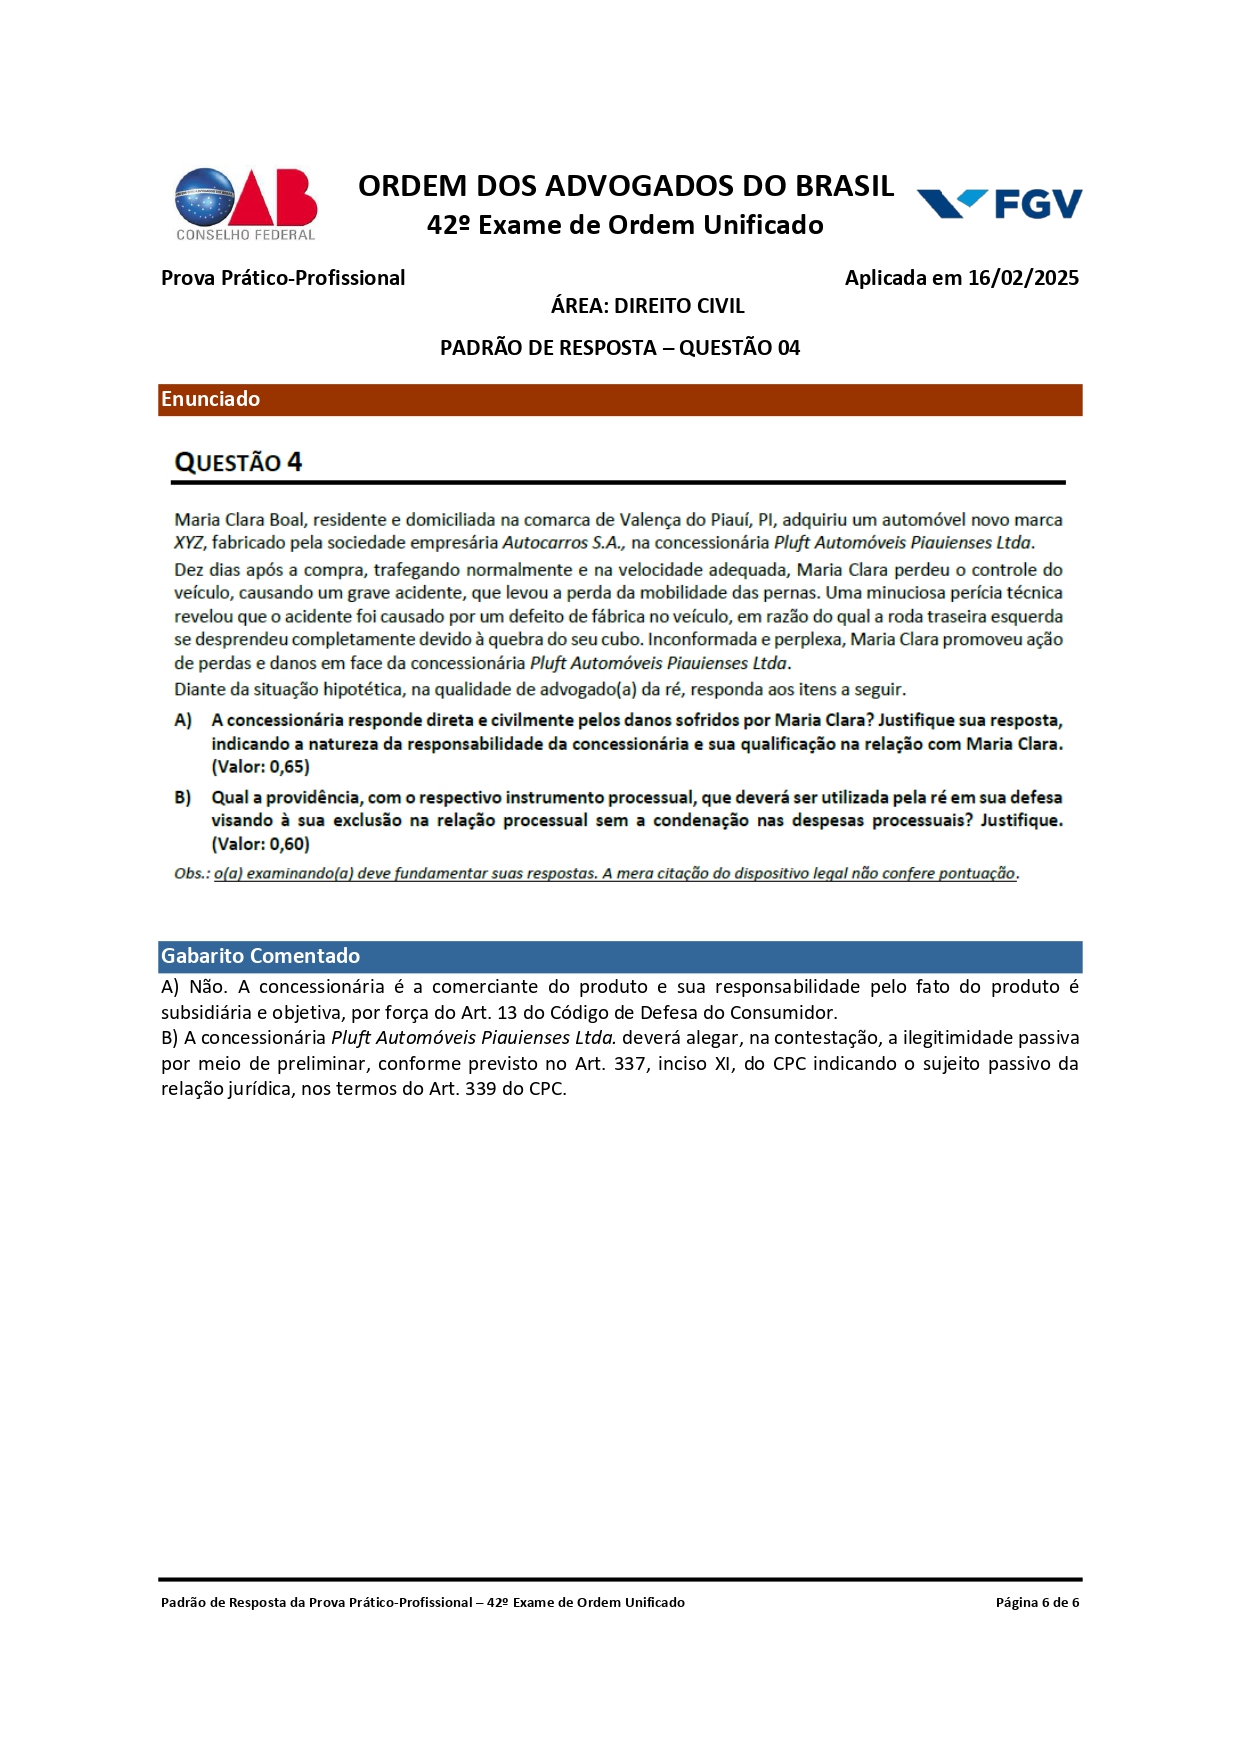 OAB
CONSELHO FEDERAL
ORDEM DOS ADVOGADOS DO BRASIL
42º Exame de Ordem Unificado
FGV
Prova Prático-Profissional Aplicada em 16/02/2025
ÁREA: DIREITO CIVIL
PADRÃO DE RESPOSTA – QUESTÃO 04
Enunciado
QUESTÃO 4
Maria Clara Boal, residente e domiciliada na comarca de Valença do Piauí, PI, adquiriu um automóvel novo marca
XYZ, fabricado pela sociedade empresária Autocarros S.A., na concessionária Pluft Automóveis Piauienses Ltda.
Dez dias após a compra, trafegando normalmente e na velocidade adequada, Maria Clara perdeu o controle do
veículo, causando um grave acidente, que levou a perda da mobilidade das pernas. Uma minuciosa perícia técnica
revelou que o acidente foi causado por um defeito de fábrica no veículo, em razão do qual a roda traseira esquerda
se desprendeu completamente devido à quebra do seu cubo. Inconformada e perplexa, Maria Clara promoveu ação
de perdas e danos em face da concessionária Pluft Automóveis Piauienses Ltda.
Diante da situação hipotética, na qualidade de advogado(a) da ré, responda aos itens a seguir.
A) A concessionária responde direta e civilmente pelos danos sofridos por Maria Clara? Justifique sua resposta,
indicando a natureza da responsabilidade da concessionária e sua qualificação na relação com Maria Clara.
(Valor: 0,65)
B) Qual a providência, com o respectivo instrumento processual, que deverá ser utilizada pela ré em sua defesa
visando à sua exclusão na relação processual sem a condenação nas despesas processuais? Justifique.
(Valor: 0,60)
Obs.: o(a) examinando(a) deve fundamentar suas respostas. A mera citação do dispositivo legal não confere pontuação.
Gabarito Comentado
A) Não. A concessionária é a comerciante do produto e sua responsabilidade pelo fato do produto é
subsidiária e objetiva, por força do Art. 13 do Código de Defesa do Consumidor.
B) A concessionária Pluft Automóveis Piauienses Ltda. deverá alegar, na contestação, a ilegitimidade passiva
por meio de preliminar, conforme previsto no Art. 337, inciso XI, do CPC indicando o sujeito passivo da
relação jurídica, nos termos do Art. 339 do CPC.
Padrão de Resposta da Prova Prático-Profissional – 42º Exame de Ordem Unificado Página 6 de 6